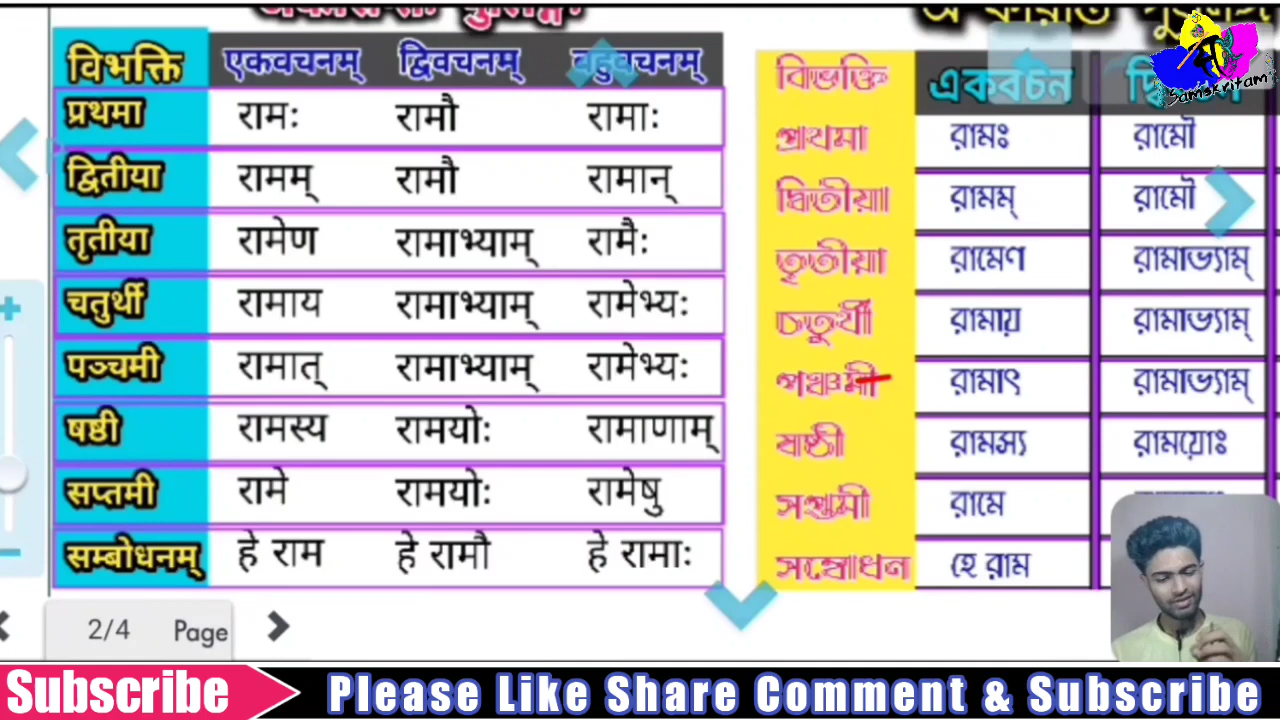 विभक्ति एकवचनम् द्विवचनम् बहुवचनम्
प्रथमा रामः रामौ रामाः
द्वितीया रामम् रामौ रामान्
तृतीया रामेण रामाभ्याम् रामैः
चतुर्थी रामाय रामाभ्याम् रामेभ्यः
पञ्चमी रामात् रामाभ्याम् रामेभ्यः
षष्ठी रामस्य रामयोः रामाणाम्
सप्तमी रामे रामयोः रामेषु
सम्बोधनम् हे राम हे रामौ हे रामाः
বিভক্তি একবচন
প্রাথমা রামঃ রামৌ
দ্বিতীয়া রামম্ রামৌ
তৃতীয়া রামেণ রামাভ্যাম্
চতুর্থী রামায় রামাভ্যাম্
পঞ্চমী রামাৎ রামাভ্যাম্
ষাষ্ঠী রামস্য রাময়োঃ
সপ্তমী রামে
সম্বোধন হে রাম
Samskritam
2/4 Page
Subscribe Please Like Share Comment & Subscribe